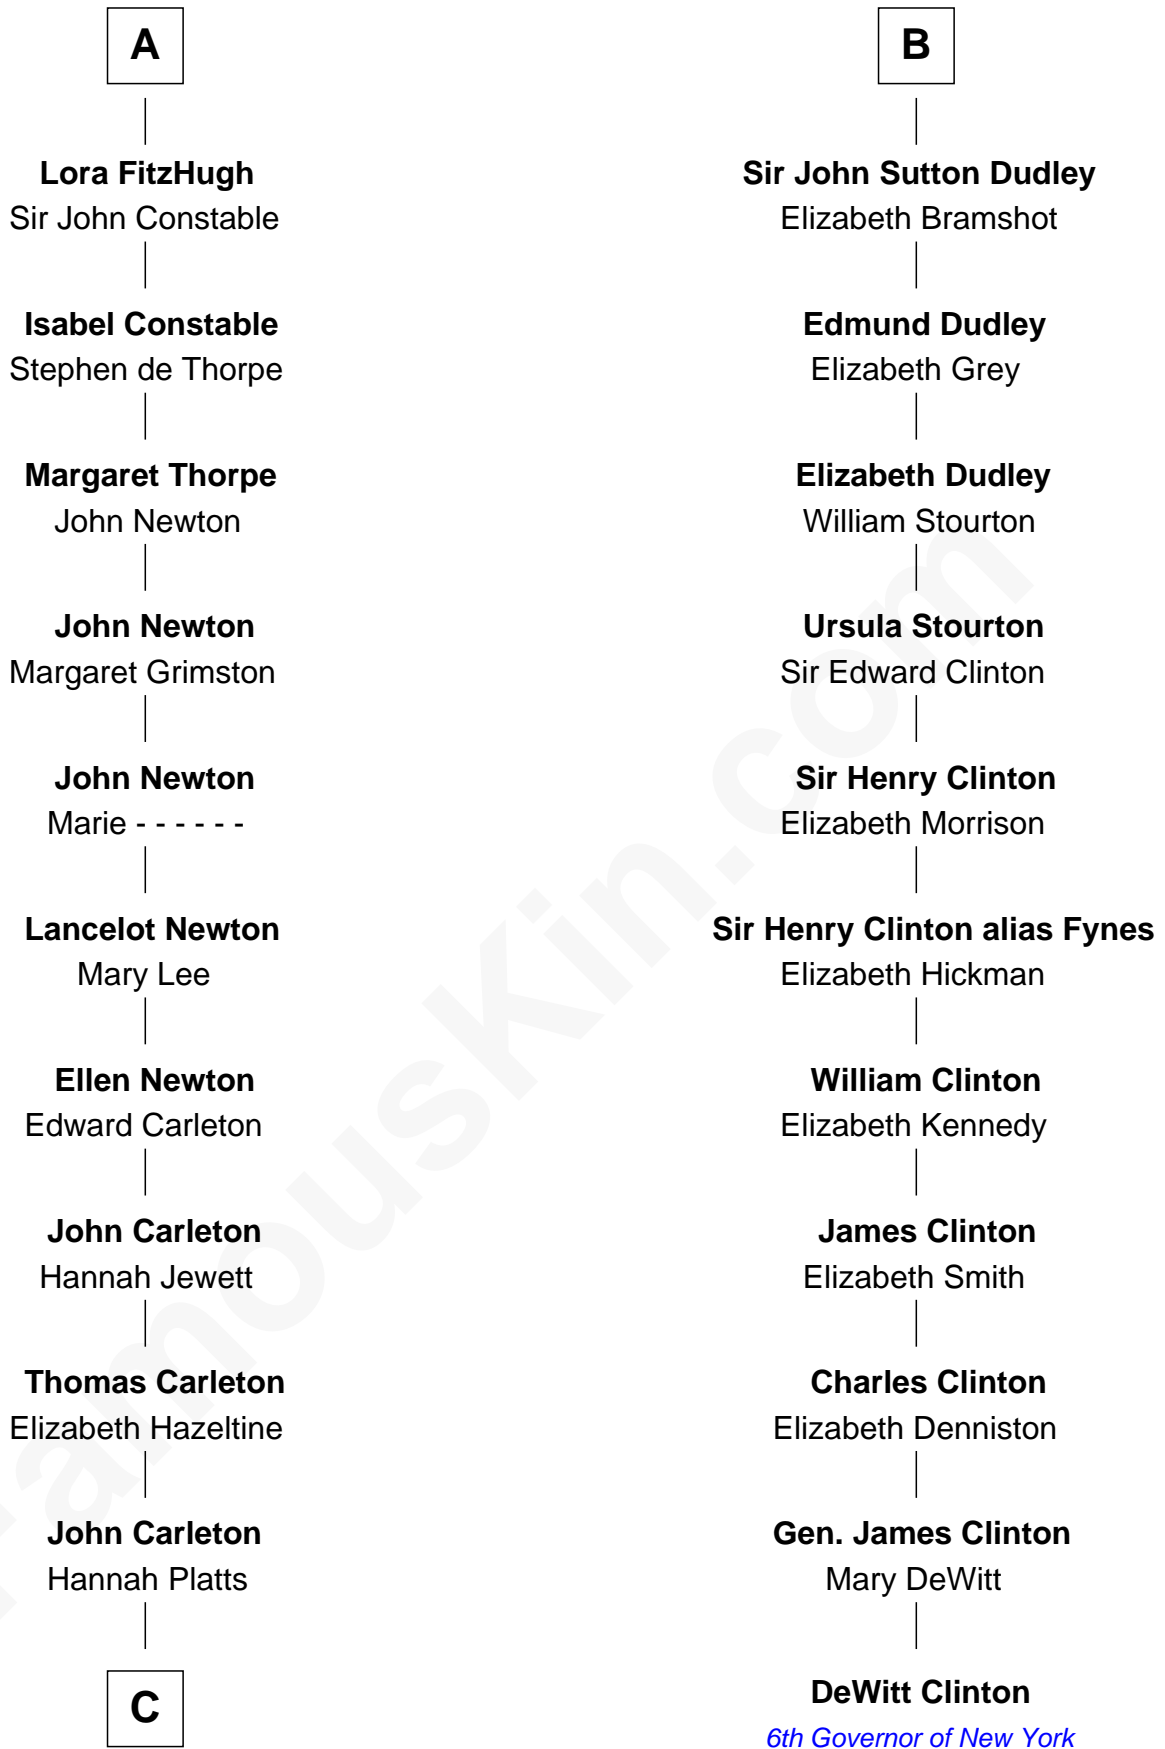 A
Lora FitzHugh
Sir John Constable
Isabel Constable
Stephen de Thorpe
Margaret Thorpe
John Newton
John Newton
Margaret Grimston
John Newton
Marie - - - - - -
Lancelot Newton
Mary Lee
Ellen Newton
Edward Carleton
John Carleton
Hannah Jewett
Thomas Carleton
Elizabeth Hazeltine
John Carleton
Hannah Platts
C
B
Sir John Sutton Dudley
Elizabeth Bramshot
Edmund Dudley
Elizabeth Grey
Elizabeth Dudley
William Stourton
Ursula Stourton
Sir Edward Clinton
Sir Henry Clinton
Elizabeth Morrison
Sir Henry Clinton alias Fynes
Elizabeth Hickman
William Clinton
Elizabeth Kennedy
James Clinton
Elizabeth Smith
Charles Clinton
Elizabeth Denniston
Gen. James Clinton
Mary DeWitt
DeWitt Clinton
6th Governor of New York
FamousKin.com